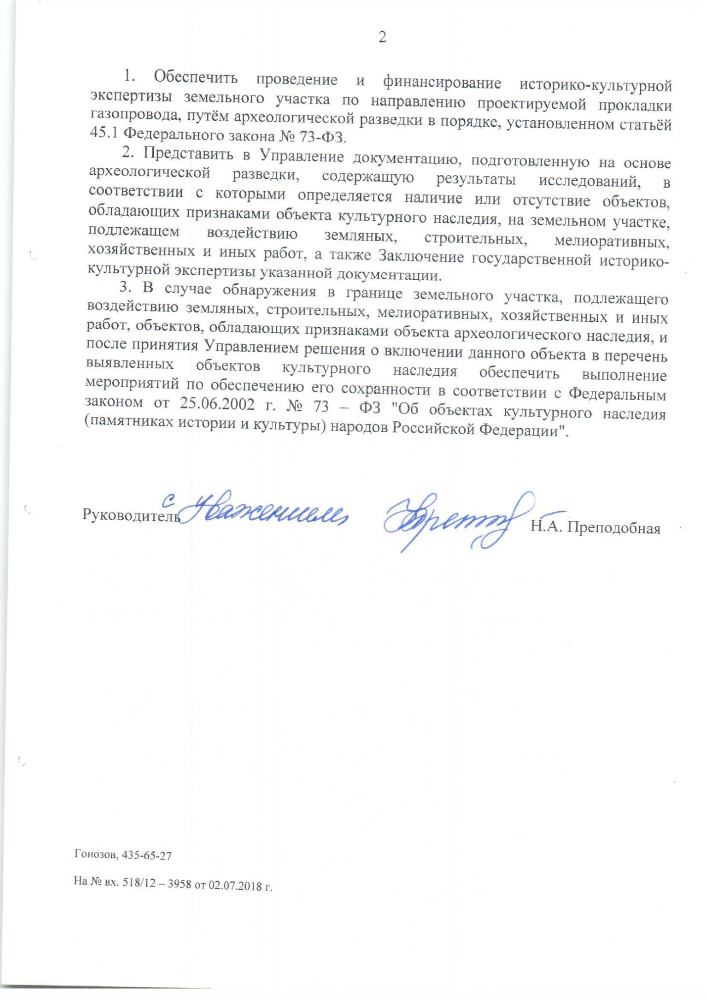 2
1. Обеспечить проведение и финансирование историко-культурной
экспертизы земельного участка по направлению проектируемой прокладки
газопровода, путём археологической разведки в порядке, установленном статьёй
45.1 Федерального закона № 73-ФЗ.
2. Представить в Управление документацию, подготовленную на основе
археологической разведки, содержащую результаты исследований, в
соответствии с которыми определяется наличие или отсутствие объектов,
обладающих признаками объекта культурного наследия, на земельном участке,
подлежащем воздействию земляных, строительных, мелиоративных,
хозяйственных и иных работ, а также Заключение государственной историко-
культурной экспертизы указанной документации.
3. В случае обнаружения в границе земельного участка, подлежащего
воздействию земляных, строительных, мелиоративных, хозяйственных и иных
работ, объектов, обладающих признаками объекта археологического наследия, и
после принятия Управлением решения о включении данного объекта в перечень
выявленных объектов культурного наследия обеспечить выполнение
мероприятий по обеспечению его сохранности в соответствии с Федеральным
законом от 25.06.2002 г. № 73 – ФЗ "Об объектах культурного наследия
(памятниках истории и культуры) народов Российской Федерации".
Руководитель с уважением, Н.А. Преподобная
Гонозов, 435-65-27
На № вх. 518/12 – 3958 от 02.07.2018 г.